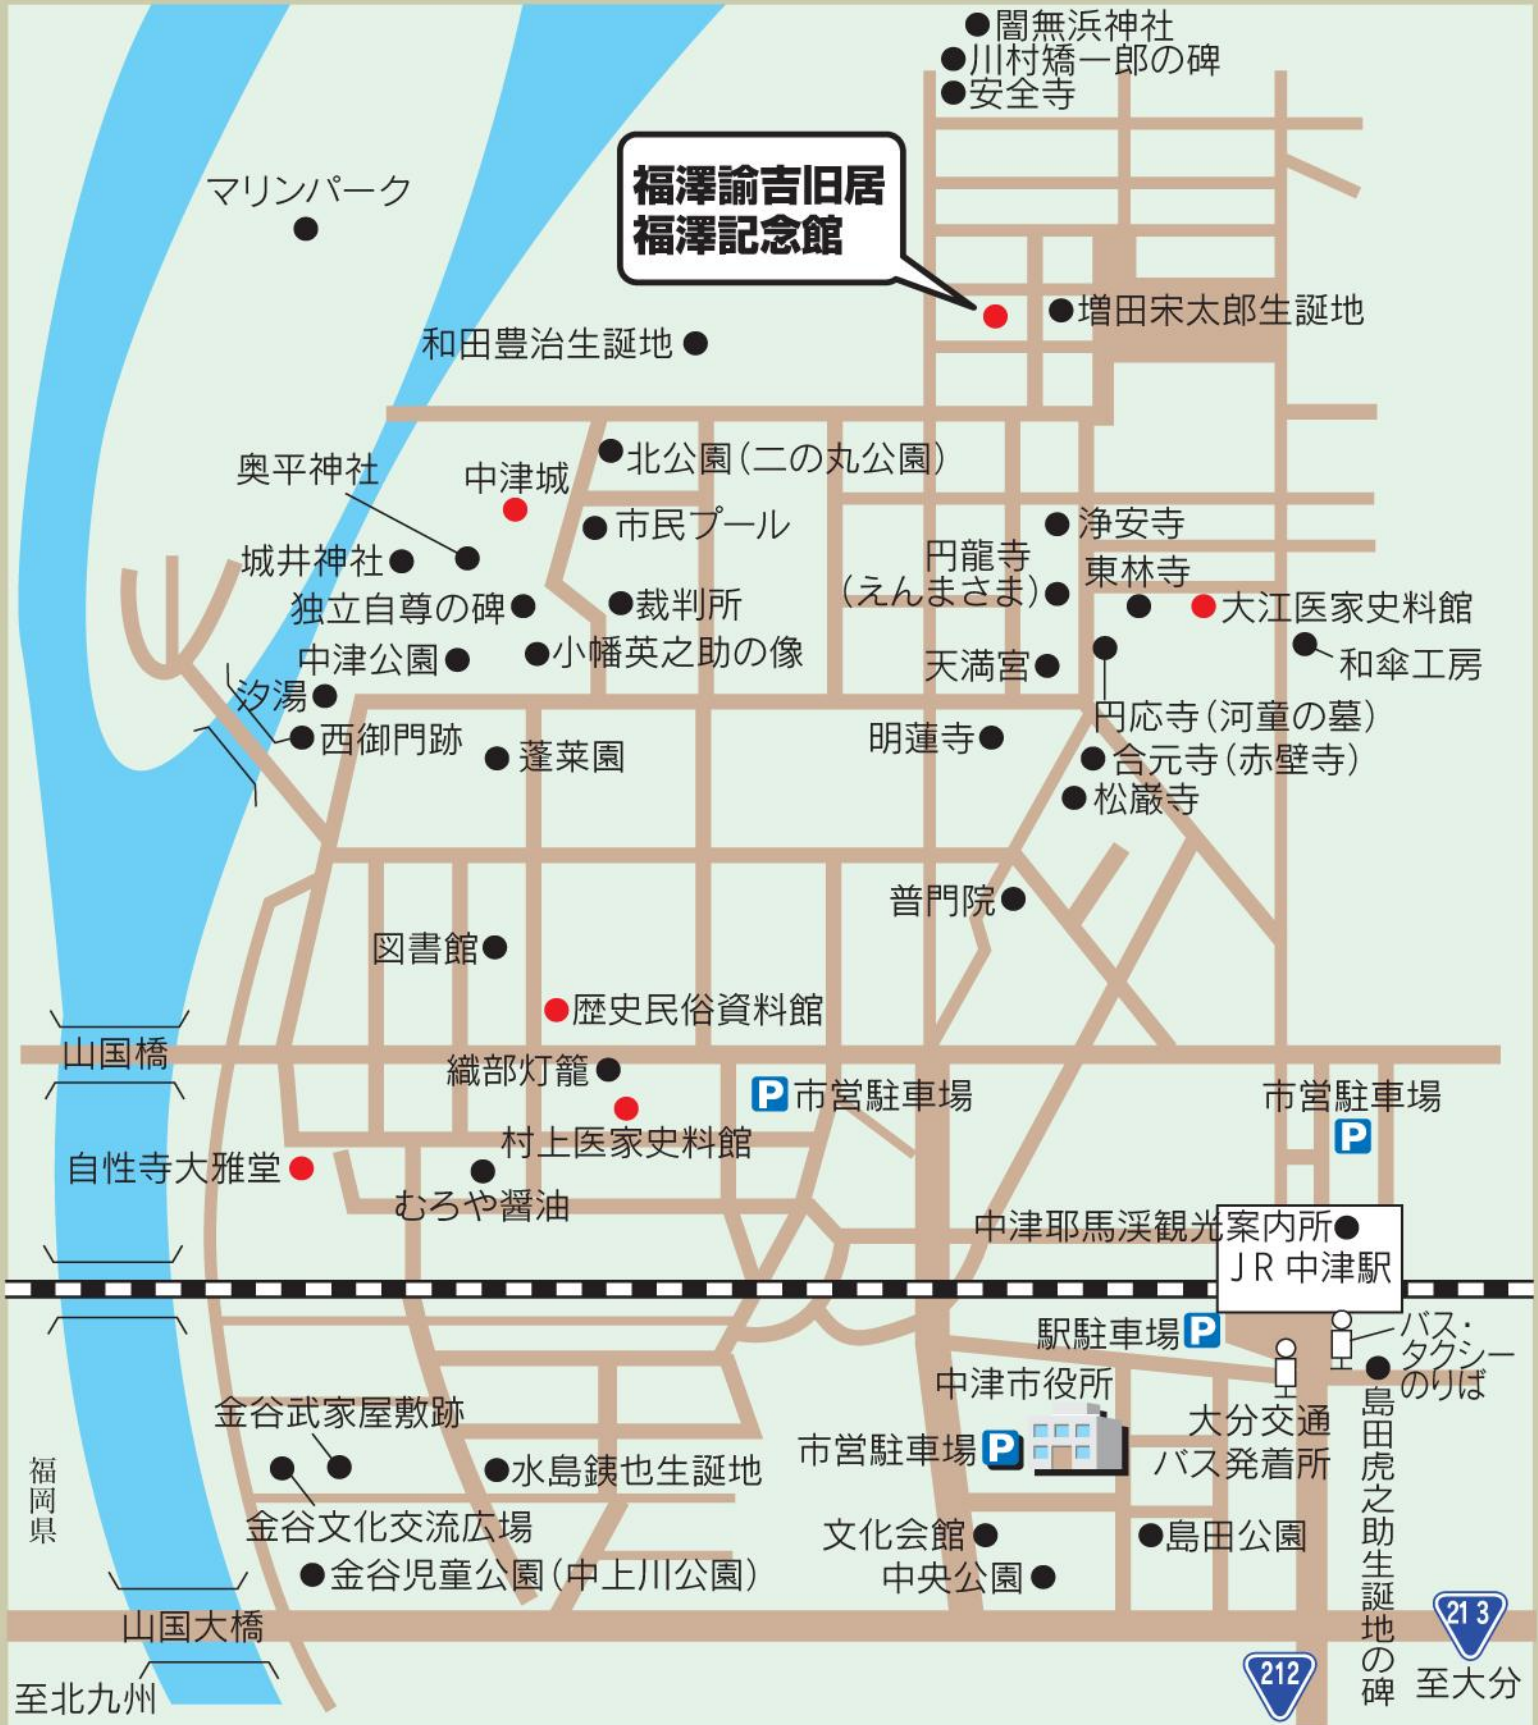 闇無浜神社
川村矯一郎の碑
安全寺
福澤諭吉旧居
福澤記念館
マリンパーク
増田宋太郎生誕地
和田豊治生誕地
北公園(二の丸公園)
奥平神社
中津城
市民プール
浄安寺
円龍寺
(えんまさま)
東林寺
城井神社
独立自尊の碑
裁判所
大江医家史料館
中津公園
小幡英之助の像
天満宮
和傘工房
汐湯
円応寺(河童の墓)
西御門跡
蓬莱園
明蓮寺
合元寺(赤壁寺)
松巌寺
普門院
図書館
歴史民俗資料館
山国橋
織部灯籠
P 市営駐車場
市営駐車場
P
村上医家史料館
自性寺大雅堂
むろや醤油
中津耶馬渓観光案内所
JR 中津駅
駅駐車場 P
バス・
タクシー
のりば
中津市役所
金谷武家屋敷跡
大分交通
バス発着所
市営駐車場 P
水島銕也生誕地
福岡県
金谷文化交流広場
文化会館
島田公園
金谷児童公園(中上川公園)
中央公園
島田虎之助生誕地の碑
山国大橋
213
212
至北九州
至大分